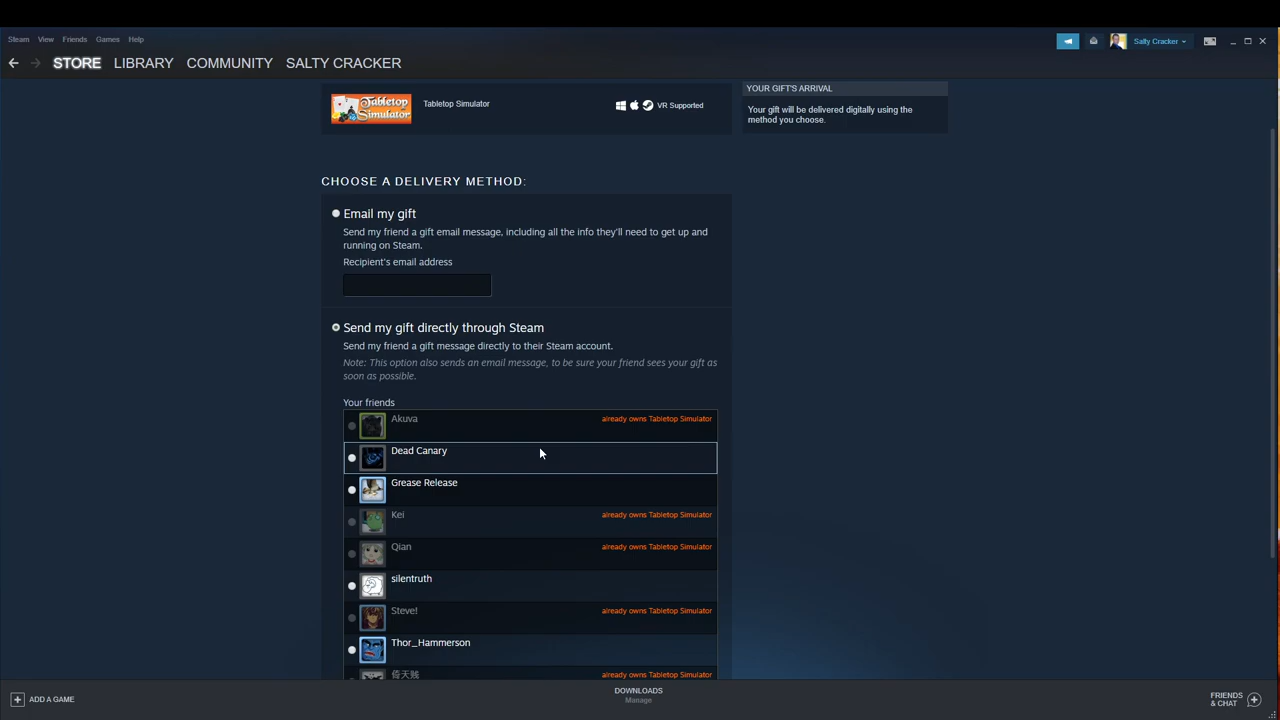 Steam View Friends Games Help
Salty Cracker
STORE LIBRARY COMMUNITY SALTY CRACKER
Tabletop Simulator
Tabletop Simulator
VR Supported
YOUR GIFT'S ARRIVAL
Your gift will be delivered digitally using the
method you choose.
CHOOSE A DELIVERY METHOD:
Email my gift
Send my friend a gift email message, including all the info they'll need to get up and
running on Steam.
Recipient's email address
Send my gift directly through Steam
Send my friend a gift message directly to their Steam account.
Note: This option also sends an email message, to be sure your friend sees your gift as
soon as possible.
Your friends
Akuva already owns Tabletop Simulator
Dead Canary
Grease Release
Kei already owns Tabletop Simulator
Qian already owns Tabletop Simulator
silentruth
Steve! already owns Tabletop Simulator
Thor_Hammerson
already owns Tabletop Simulator
ADD A GAME
DOWNLOADS
Manage
FRIENDS
& CHAT